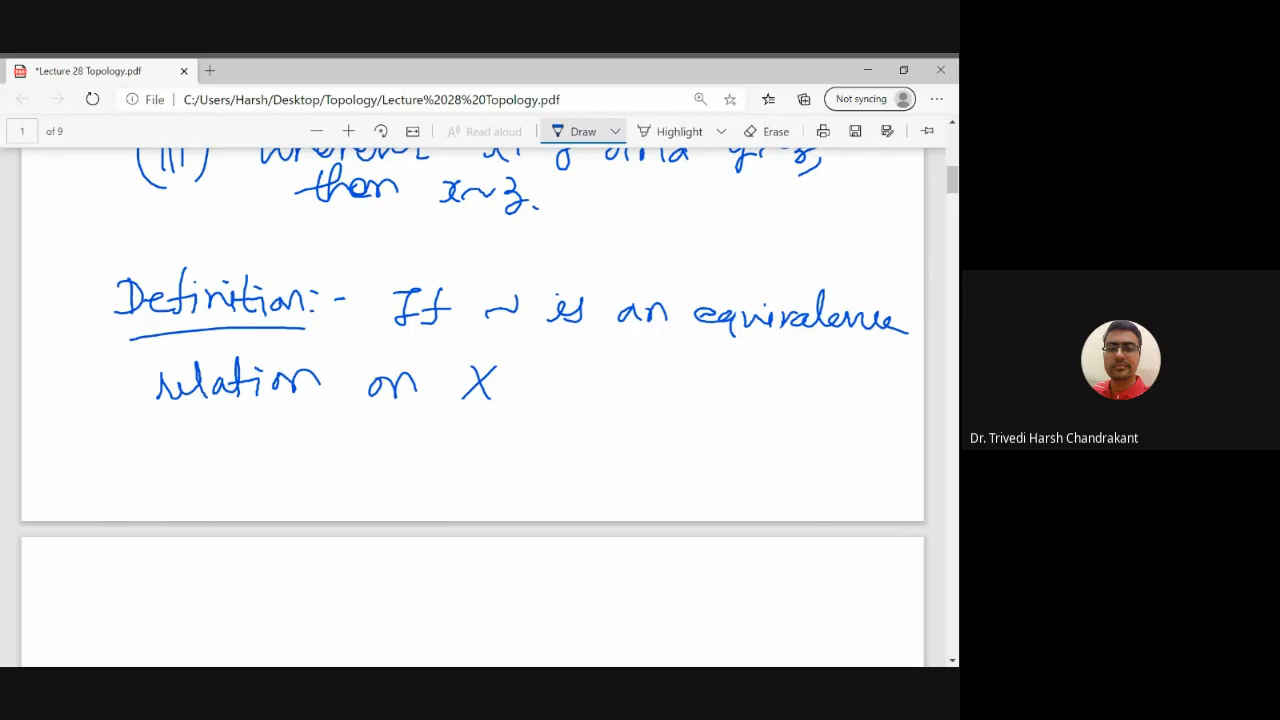 *Lecture 28 Topology.pdf
File C:/Users/Harsh/Desktop/Topology/Lecture%2028%20Topology.pdf
Not syncing
1 of 9
Read aloud
Draw
Highlight
Erase
(iii) and
then x~z.
Definition:- If ~ is an equivalence
relation on X
Dr. Trivedi Harsh Chandrakant